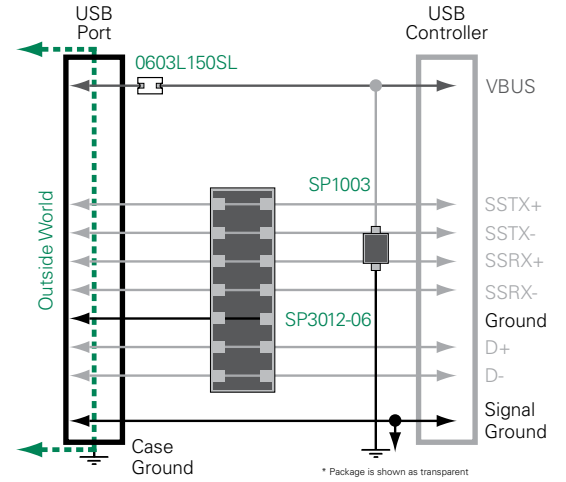 USB
Port
USB
Controller
0603L150SL
VBUS
SP1003
SSTX+
SSTX-
SSRX+
SSRX-
Outside World
SP3012-06
Ground
D+
D-
Signal
Ground
Case
Ground
* Package is shown as transparent